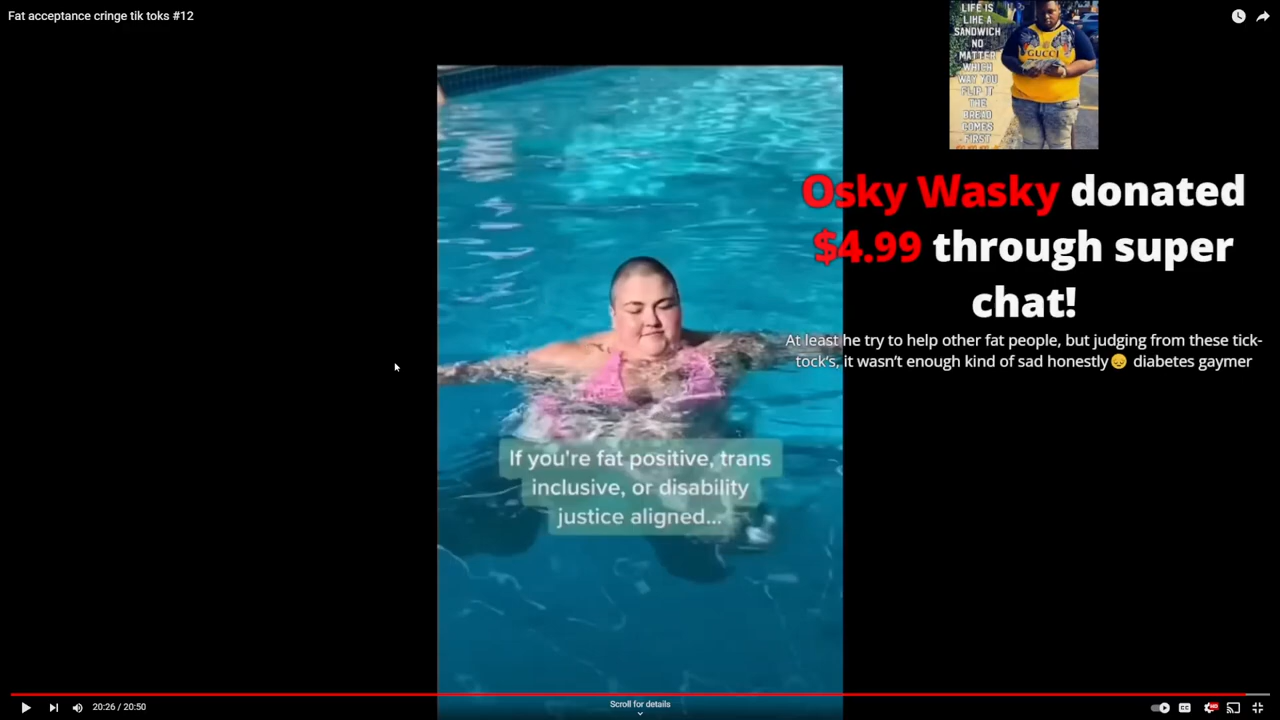 Fat acceptance cringe tik toks #12
LIFE IS
LIKE A
SANDWICH
NO
MATTER
WHICH
WAY YOU
FLIP IT
THE
BREAD
COMES
FIRST
GUCCI
Osky Wasky donated
$4.99 through super
chat!
At least he try to help other fat people, but judging from these tick-
tock's, it wasn't enough kind of sad honestly😞 diabetes gaymer
If you're fat positive, trans
inclusive, or disability
justice aligned...
20:26 / 20:50
Scroll for details
CC
HD